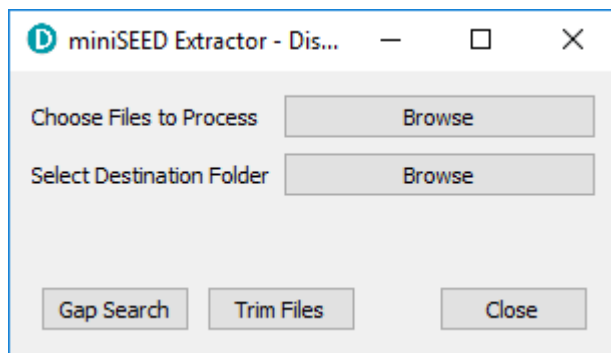 D miniSEED Extractor - Dis...
Choose Files to Process Browse
Select Destination Folder Browse
Gap Search Trim Files Close